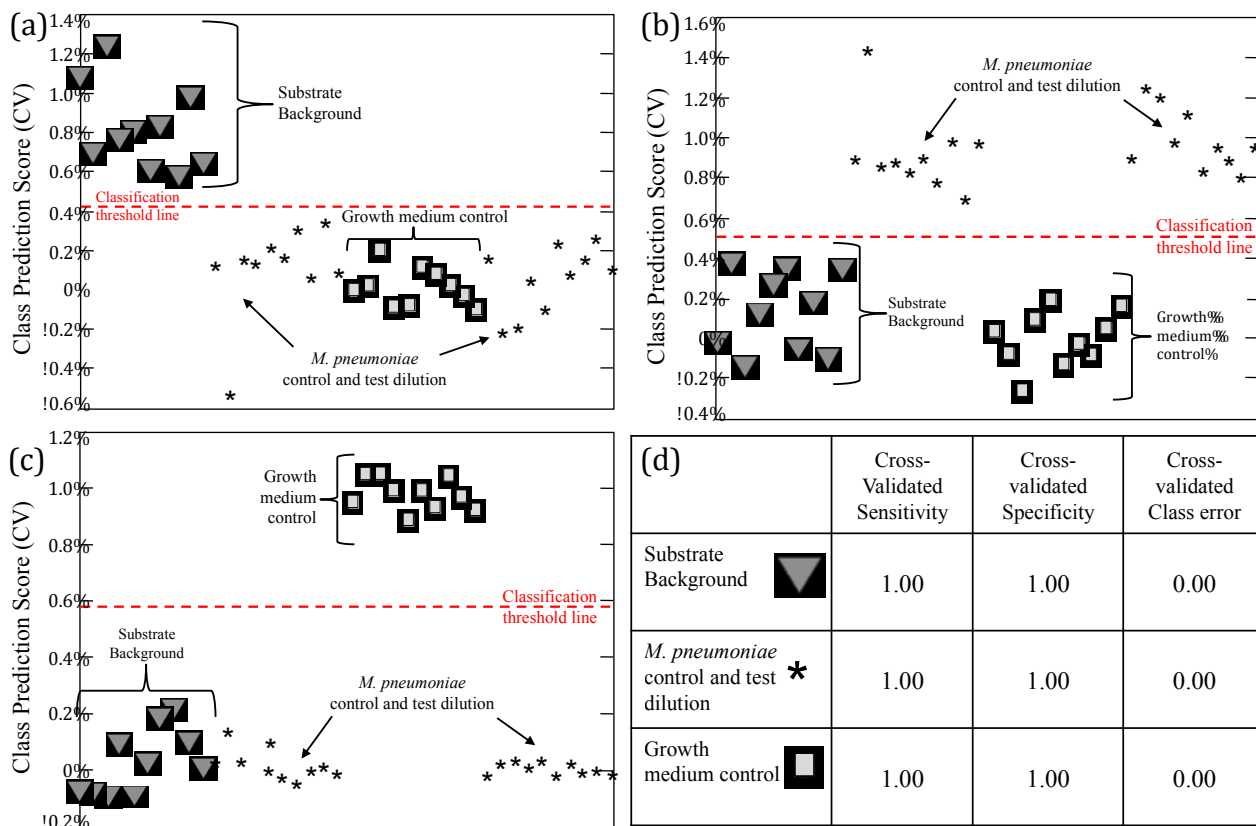 (a)
Class Prediction Score (CV)
1.4%
1.2%
1.0%
0.8%
0.6%
0.4%
0.2%
0%
!0.2%
!0.4%
!0.6%
Substrate
Background
Classification
threshold line
Growth medium control
M. pneumoniae
control and test dilution
(b)
Class Prediction Score (CV)
1.6%
1.4%
1.2%
1.0%
0.8%
0.6%
0.4%
0.2%
0%
!0.2%
!0.4%
M. pneumoniae
control and test dilution
Classification
threshold line
Substrate
Background
Growth%
medium%
control%
(c)
Class Prediction Score (CV)
1.2%
1.0%
0.8%
0.6%
0.4%
0.2%
0%
!0.2%
Growth
medium
control
Classification
threshold line
Substrate
Background
M. pneumoniae
control and test dilution
(d)
Cross-
Validated
Sensitivity
Cross-
validated
Specificity
Cross-
validated
Class error
Substrate
Background
1.00
1.00
0.00
M. pneumoniae
control and test
dilution
1.00
1.00
0.00
Growth
medium control
1.00
1.00
0.00